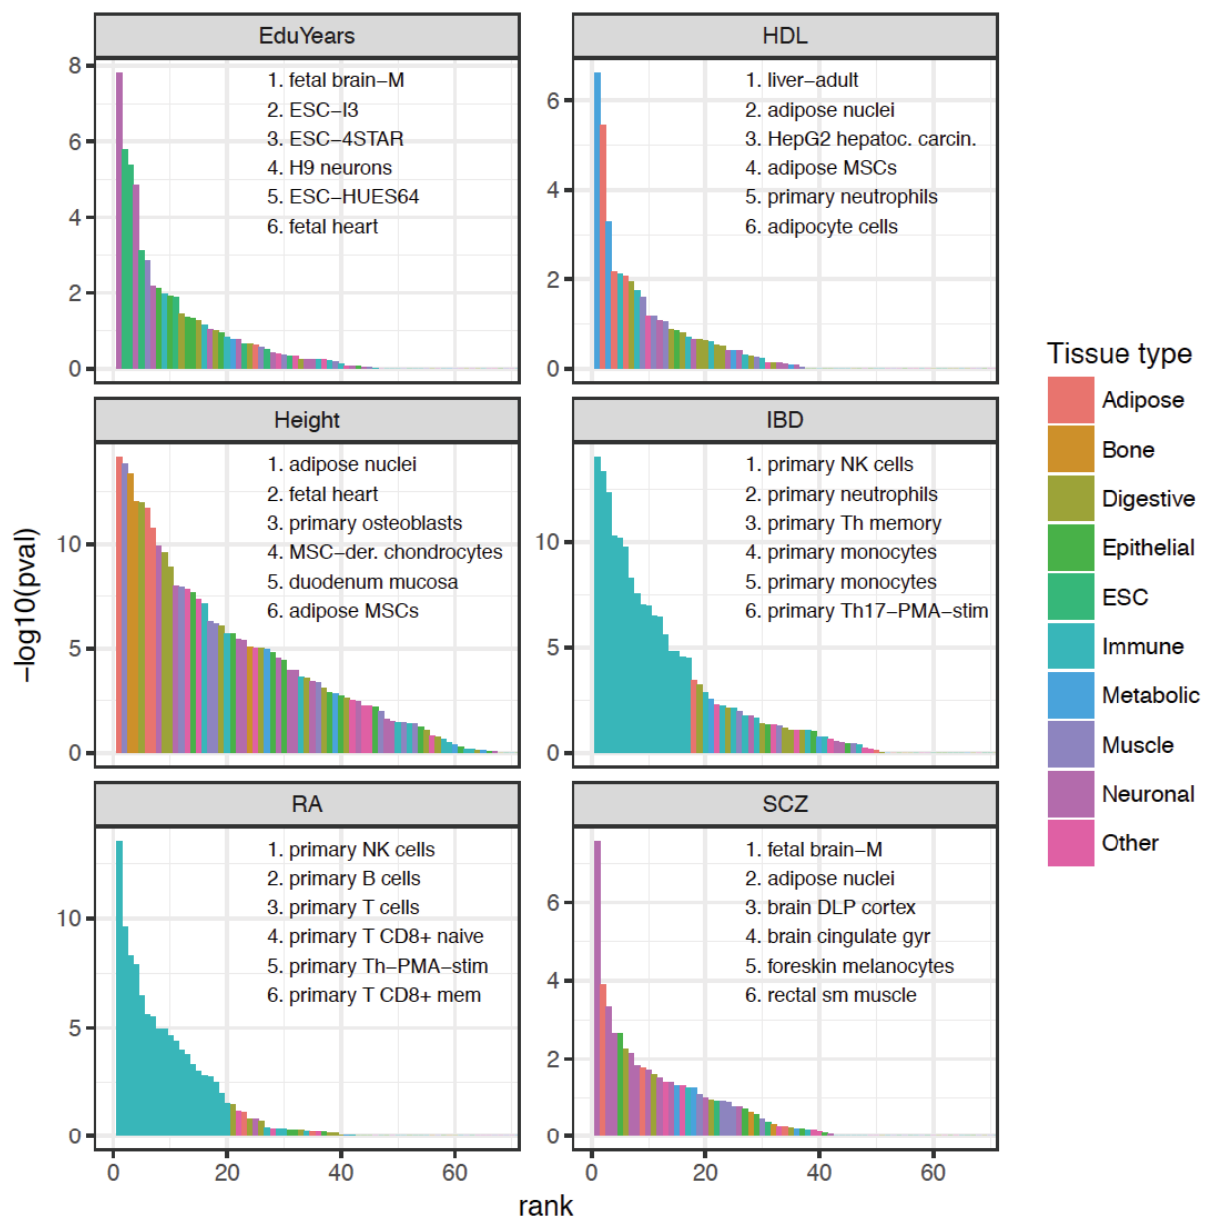 EduYears
8
6
4
2
0
1. fetal brain−M
2. ESC−I3
3. ESC−4STAR
4. H9 neurons
5. ESC−HUES64
6. fetal heart
HDL
6
4
2
0
1. liver−adult
2. adipose nuclei
3. HepG2 hepatoc. carcin.
4. adipose MSCs
5. primary neutrophils
6. adipocyte cells
Height
10
5
0
1. adipose nuclei
2. fetal heart
3. primary osteoblasts
4. MSC−der. chondrocytes
5. duodenum mucosa
6. adipose MSCs
IBD
10
5
0
1. primary NK cells
2. primary neutrophils
3. primary Th memory
4. primary monocytes
5. primary monocytes
6. primary Th17−PMA−stim
RA
10
5
0
1. primary NK cells
2. primary B cells
3. primary T cells
4. primary T CD8+ naive
5. primary Th−PMA−stim
6. primary T CD8+ mem
SCZ
6
4
2
0
1. fetal brain−M
2. adipose nuclei
3. brain DLP cortex
4. brain cingulate gyr
5. foreskin melanocytes
6. rectal sm muscle
0 20 40 60
0 20 40 60
rank
−log10(pval)
Tissue type
Adipose
Bone
Digestive
Epithelial
ESC
Immune
Metabolic
Muscle
Neuronal
Other